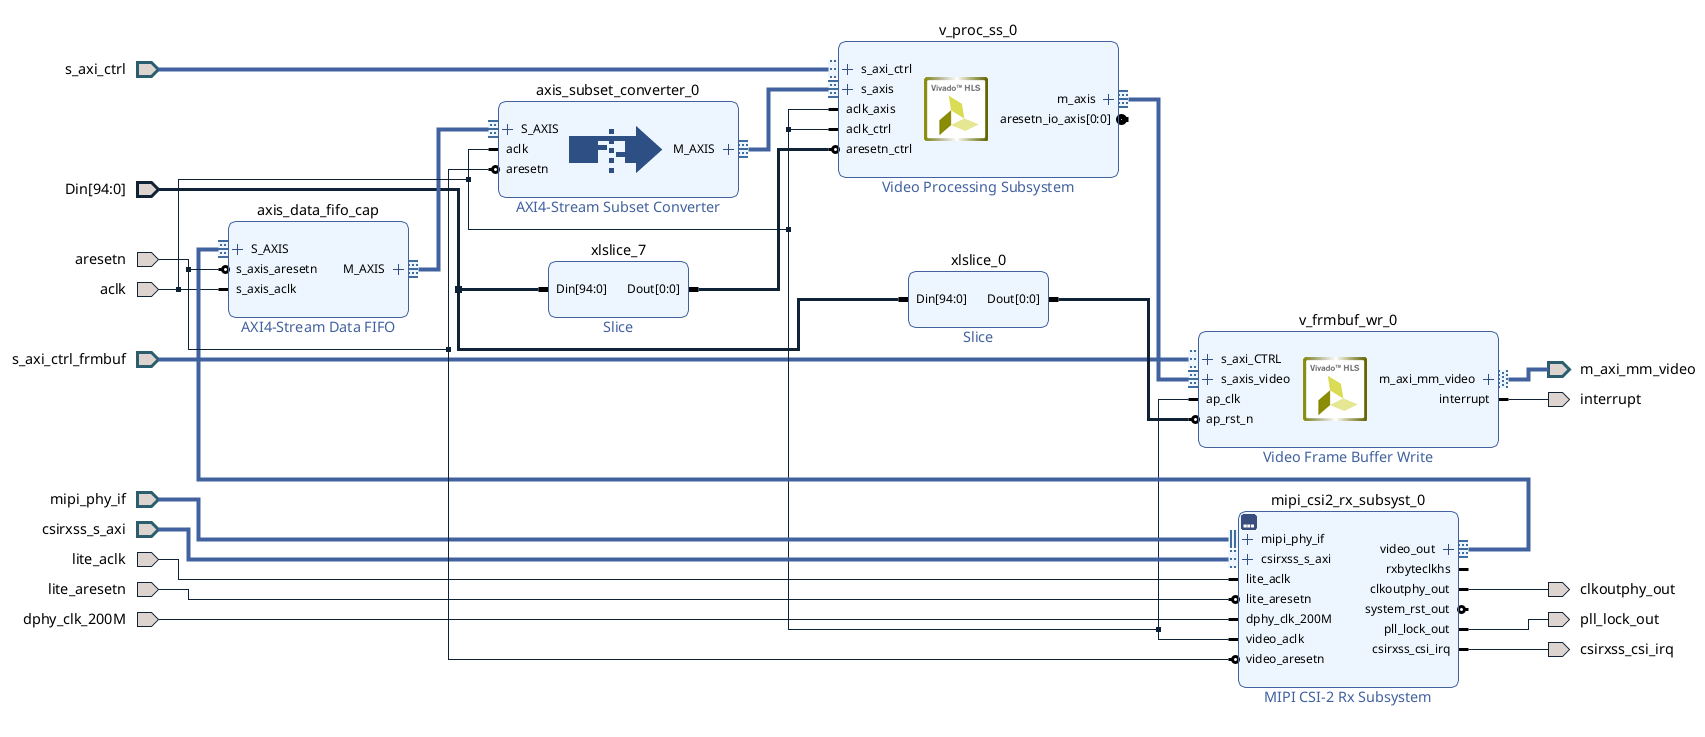 s_axi_ctrl
Din[94:0]
aresetn
aclk
s_axi_ctrl_frmbuf
mipi_phy_if
csirxss_s_axi
lite_aclk
lite_aresetn
dphy_clk_200M
axis_data_fifo_cap
S_AXIS
s_axis_aresetn
s_axis_aclk
M_AXIS
AXI4-Stream Data FIFO
axis_subset_converter_0
S_AXIS
aclk
aresetn
M_AXIS
AXI4-Stream Subset Converter
xlslice_7
Din[94:0] Dout[0:0]
Slice
v_proc_ss_0
s_axi_ctrl
s_axis
aclk_axis
aclk_ctrl
aresetn_ctrl
Vivado™ HLS
m_axis
aresetn_io_axis[0:0]
Video Processing Subsystem
xlslice_0
Din[94:0] Dout[0:0]
Slice
v_frmbuf_wr_0
s_axi_CTRL
s_axis_video
ap_clk
ap_rst_n
Vivado™ HLS
m_axi_mm_video
interrupt
Video Frame Buffer Write
mipi_csi2_rx_subsyst_0
mipi_phy_if
csirxss_s_axi
lite_aclk
lite_aresetn
dphy_clk_200M
video_aclk
video_aresetn
video_out
rxbyteclkhs
clkoutphy_out
system_rst_out
pll_lock_out
csirxss_csi_irq
MIPI CSI-2 Rx Subsystem
m_axi_mm_video
interrupt
clkoutphy_out
pll_lock_out
csirxss_csi_irq